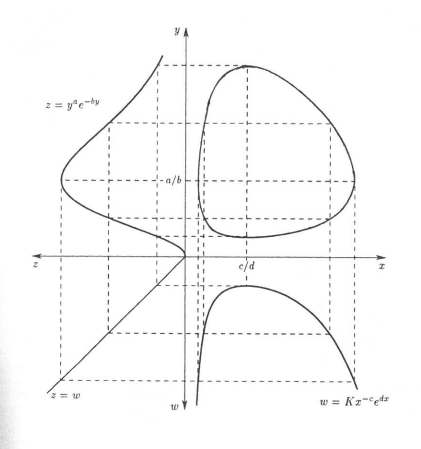 y
z = y^a e^{-by}
a/b
z
c/d
x
z = w
w
w = Kx^{-c}e^{dx}